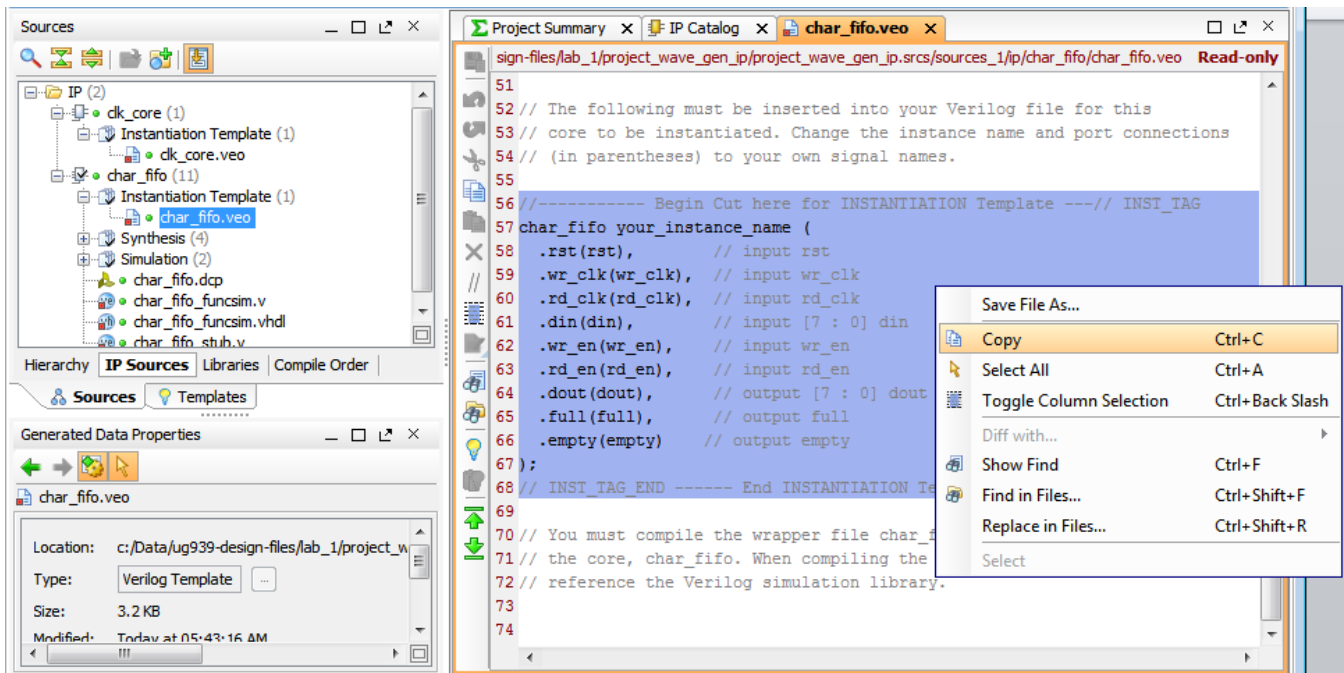 Sources
IP (2)
clk_core (1)
Instantiation Template (1)
clk_core.veo
char_fifo (11)
Instantiation Template (1)
char_fifo.veo
Synthesis (4)
Simulation (2)
char_fifo.dcp
char_fifo_funcsim.v
char_fifo_funcsim.vhdl
char_fifo_stub.v
Hierarchy IP Sources Libraries Compile Order
Sources Templates
Generated Data Properties
char_fifo.veo
Location: c:/Data/ug939-design-files/lab_1/project_w
Type: Verilog Template ...
Size: 3.2 KB
Modified: Today at 05:43:16 AM
Project Summary IP Catalog char_fifo.veo
sign-files/lab_1/project_wave_gen_ip/project_wave_gen_ip.srcs/sources_1/ip/char_fifo/char_fifo.veo Read-only
51
52 // The following must be inserted into your Verilog file for this
53 // core to be instantiated. Change the instance name and port connections
54 // (in parentheses) to your own signal names.
55
56 //----------- Begin Cut here for INSTANTIATION Template ---// INST_TAG
57 char_fifo your_instance_name (
58 .rst(rst), // input rst
59 .wr_clk(wr_clk), // input wr_clk
60 .rd_clk(rd_clk), // input rd_clk
61 .din(din), // input [7 : 0] din
62 .wr_en(wr_en), // input wr_en
63 .rd_en(rd_en), // input rd_en
64 .dout(dout), // output [7 : 0] dout
65 .full(full), // output full
66 .empty(empty) // output empty
67 );
68 // INST_TAG_END ------ End INSTANTIATION Te
69
70 // You must compile the wrapper file char_f
71 // the core, char_fifo. When compiling the
72 // reference the Verilog simulation library.
73
74
Save File As...
Copy Ctrl+C
Select All Ctrl+A
Toggle Column Selection Ctrl+Back Slash
Diff with...
Show Find Ctrl+F
Find in Files... Ctrl+Shift+F
Replace in Files... Ctrl+Shift+R
Select